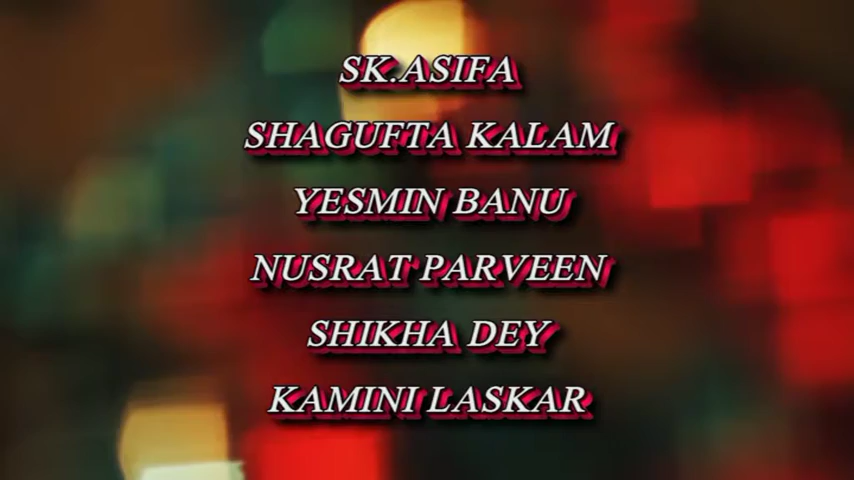 SK.ASIFA
SHAGUFTA KALAM
YESMIN BANU
NUSRAT PARVEEN
SHIKHA DEY
KAMINI LASKAR